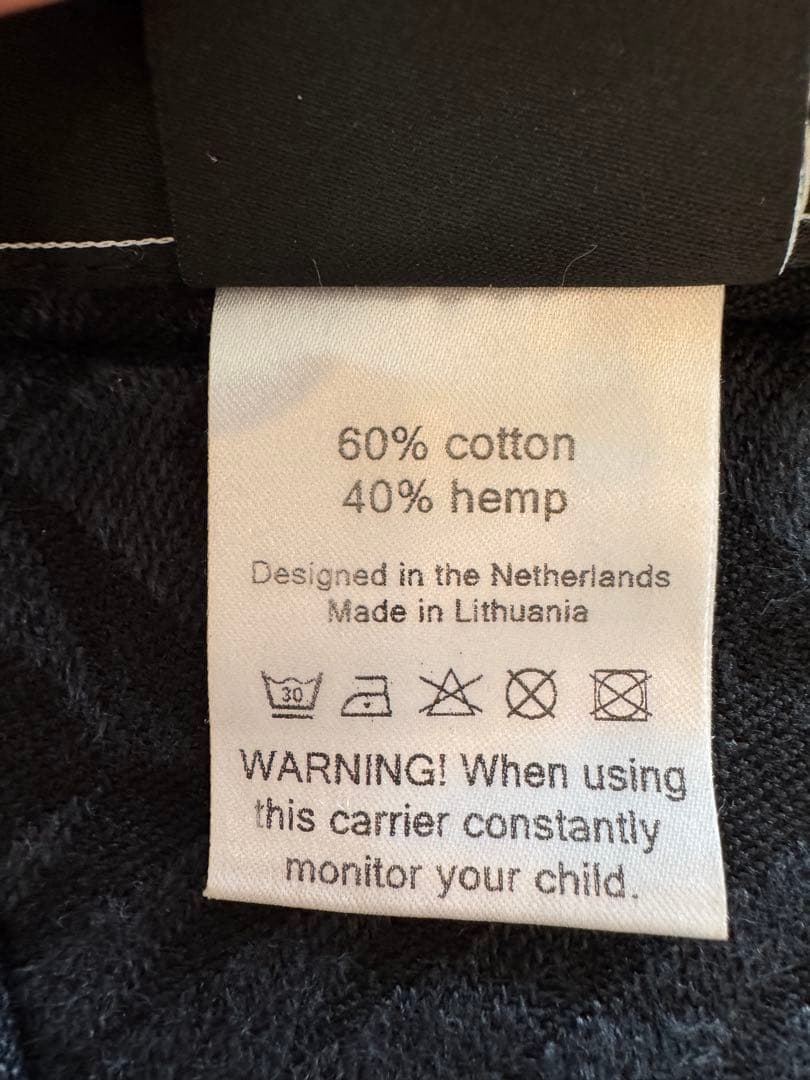 60% cotton
40% hemp
Designed in the Netherlands
Made in Lithuania
30
WARNING! When using
this carrier constantly
monitor your child.